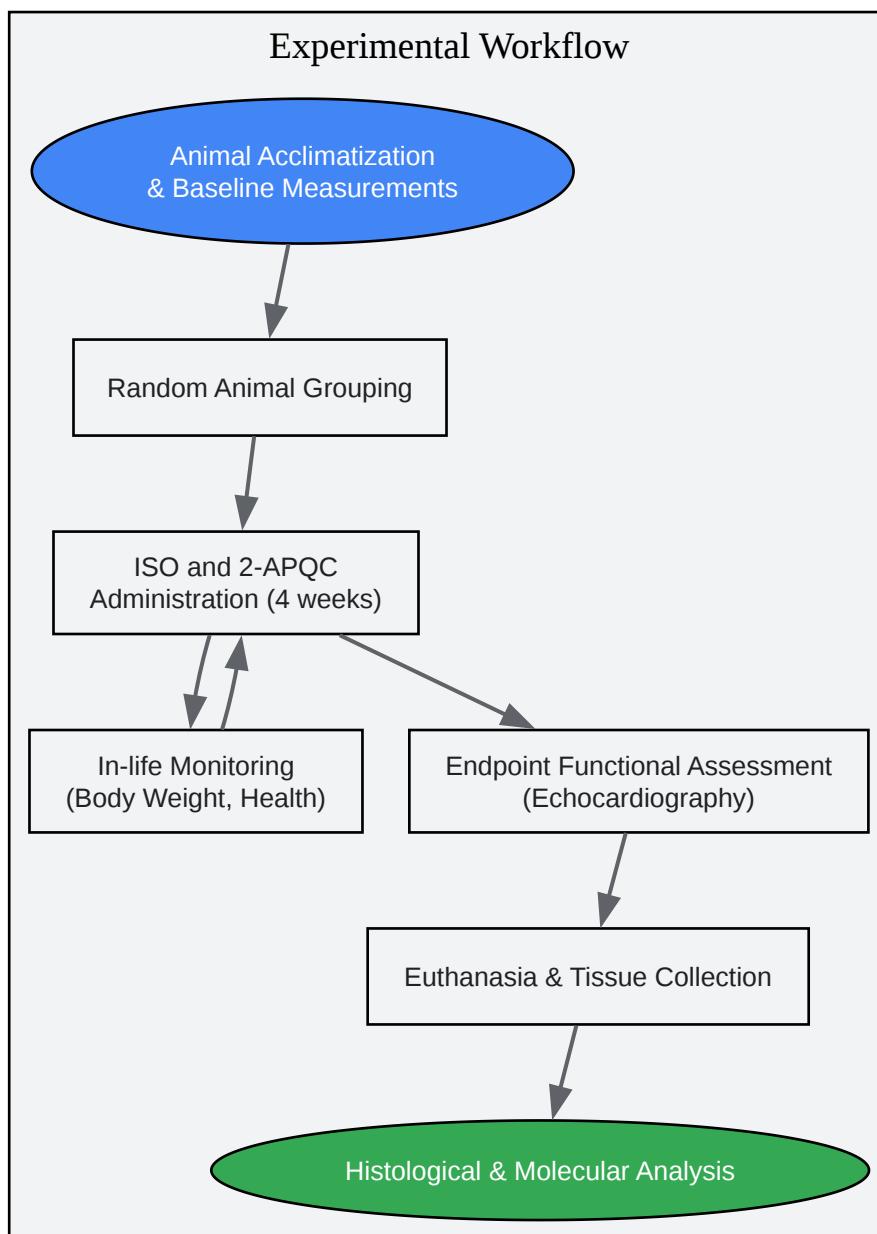 Experimental Workflow
Animal Acclimatization
& Baseline Measurements
Random Animal Grouping
ISO and 2-APQC
Administration (4 weeks)
In-life Monitoring
(Body Weight, Health)
Endpoint Functional Assessment
(Echocardiography)
Euthanasia & Tissue Collection
Histological & Molecular Analysis